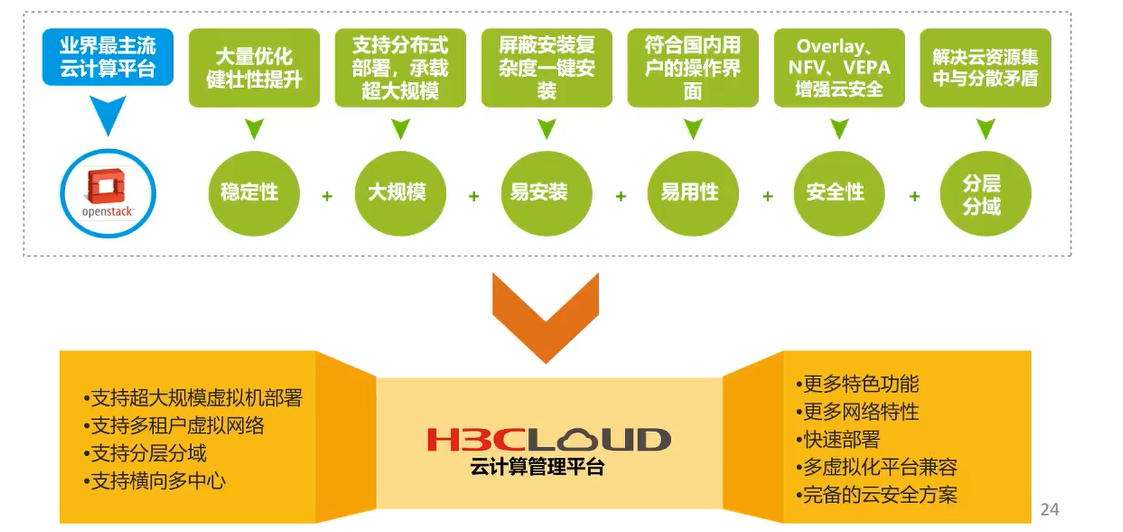 业界最主流
云计算平台
大量优化
健壮性提升
支持分布式
部署，承载
超大规模
屏蔽安装复
杂度一键安
装
符合国内用
户的操作界
面
Overlay、
NFV、VEPA
增强云安全
解决云资源集
中与分散矛盾
openstack™
稳定性
+
大规模
+
易安装
+
易用性
+
安全性
+
分层
分域
•支持超大规模虚拟机部署
•支持多租户虚拟网络
•支持分层分域
•支持横向多中心
H3CLOUD
云计算管理平台
•更多特色功能
•更多网络特性
•快速部署
•多虚拟化平台兼容
•完备的云安全方案
24